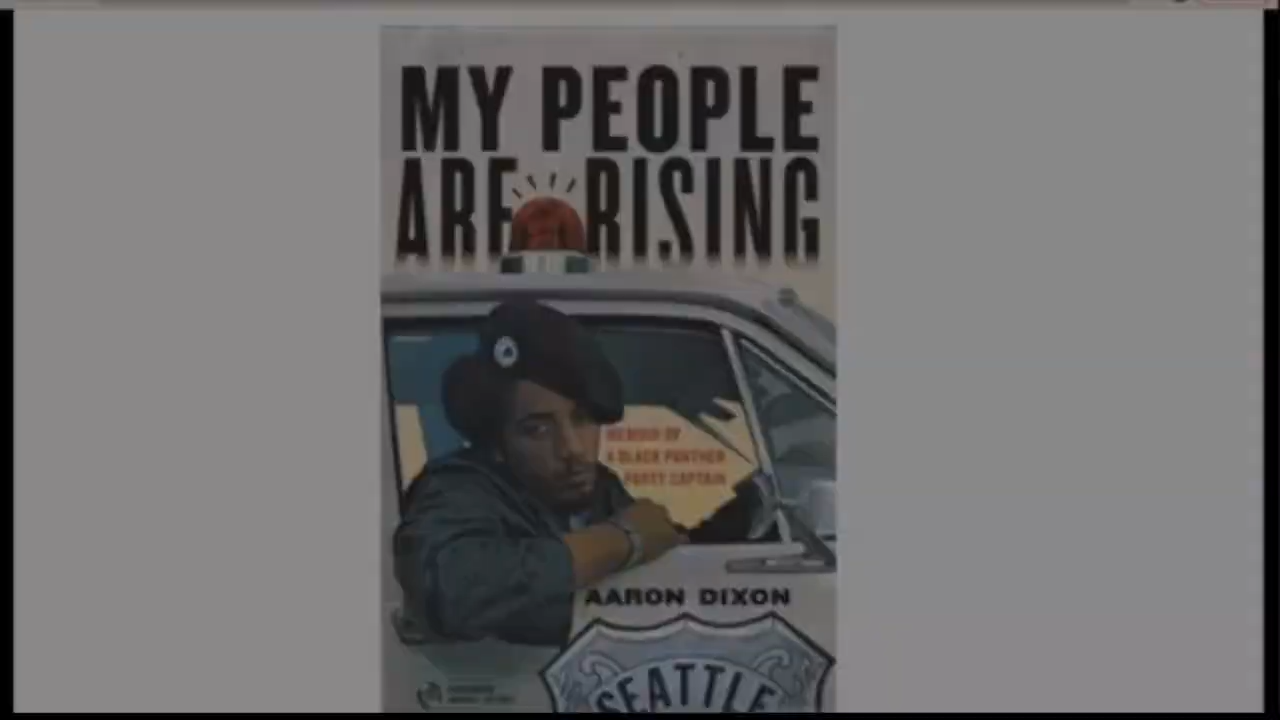 MY PEOPLE
ARE RISING
MEMOIR OF
A BLACK PANTHER
PARTY CAPTAIN
AARON DIXON
SEATTLE